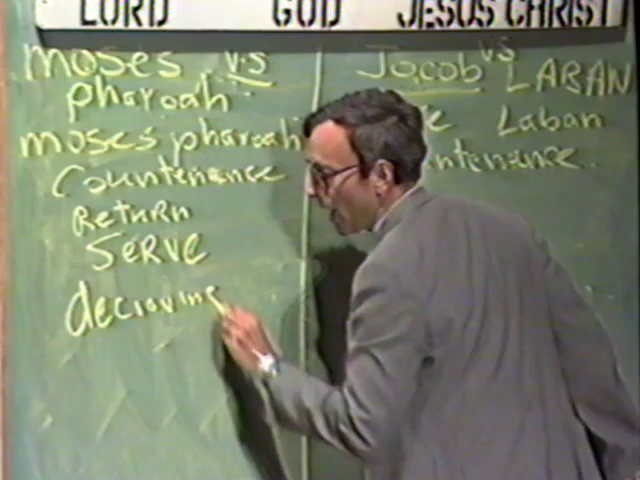 LORD GOD JESUS CHRIST
Moses vs
pharoah
moses pharoah
Countenance
Return
Serve
decieving
Jacob vs
LABAN
Laban